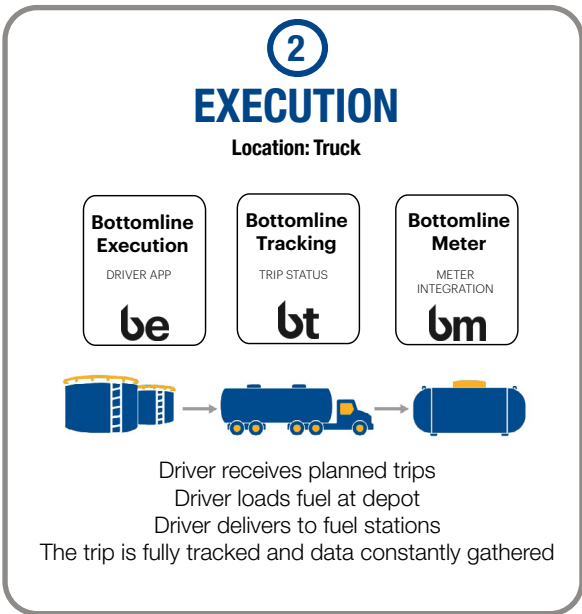 2
EXECUTION
Location: Truck
Bottomline
Execution
DRIVER APP
be
Bottomline
Tracking
TRIP STATUS
bt
Bottomline
Meter
METER
INTEGRATION
bm
Driver receives planned trips
Driver loads fuel at depot
Driver delivers to fuel stations
The trip is fully tracked and data constantly gathered